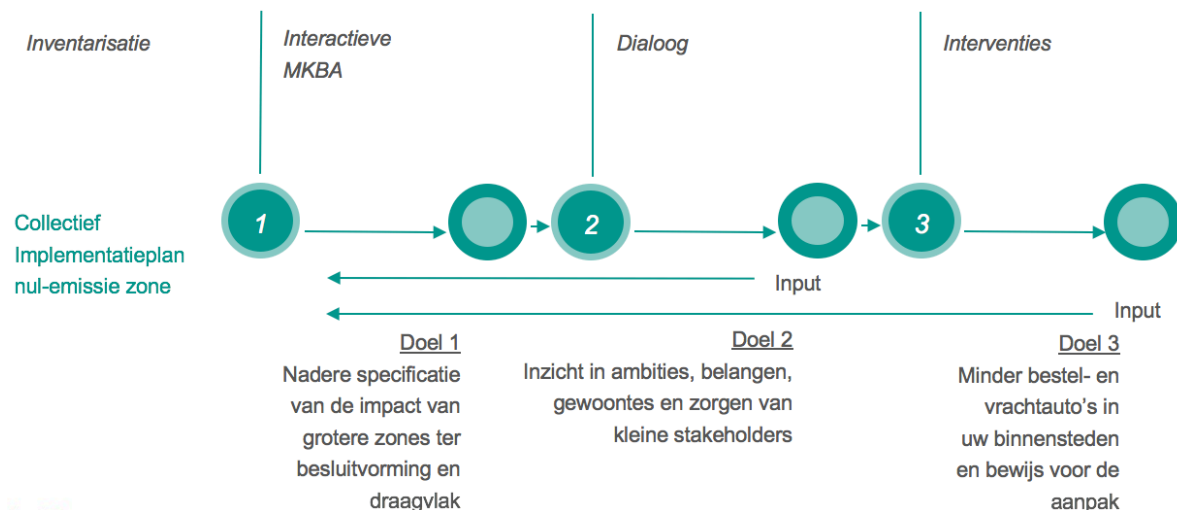 Inventarisatie
Interactieve
MKBA
Dialoog
Interventies
1
2
3
Collectief
Implementatieplan
nul-emissie zone
Input
Input
Doel 1
Nadere specificatie
van de impact van
grotere zones ter
besluitvorming en
draagvlak
Doel 2
Inzicht in ambities, belangen,
gewoontes en zorgen van
kleine stakeholders
Doel 3
Minder bestel- en
vrachtauto's in
uw binnensteden
en bewijs voor de
aanpak